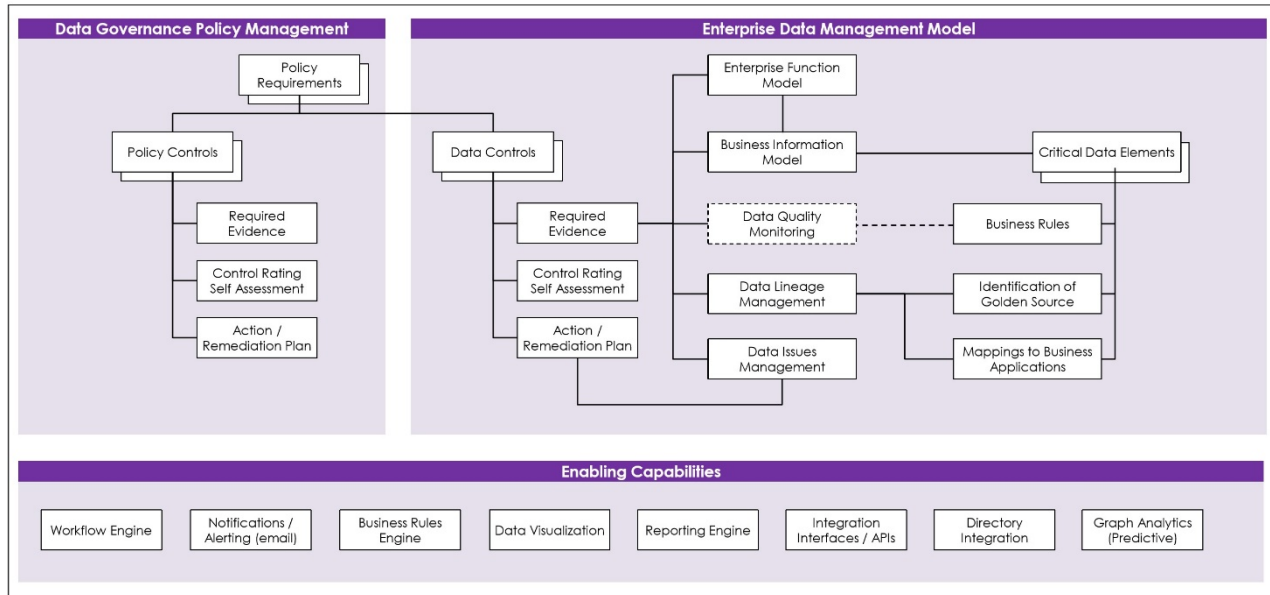 Data Governance Policy Management
Enterprise Data Management Model
Policy
Requirements
Policy Controls
Required
Evidence
Control Rating
Self Assessment
Action /
Remediation Plan
Data Controls
Required
Evidence
Control Rating
Self Assessment
Action /
Remediation Plan
Enterprise Function
Model
Business Information
Model
Data Quality
Monitoring
Data Lineage
Management
Data Issues
Management
Critical Data Elements
Business Rules
Identification of
Golden Source
Mappings to Business
Applications
Enabling Capabilities
Workflow Engine
Notifications /
Alerting (email)
Business Rules
Engine
Data Visualization
Reporting Engine
Integration
Interfaces / APIs
Directory
Integration
Graph Analytics
(Predictive)